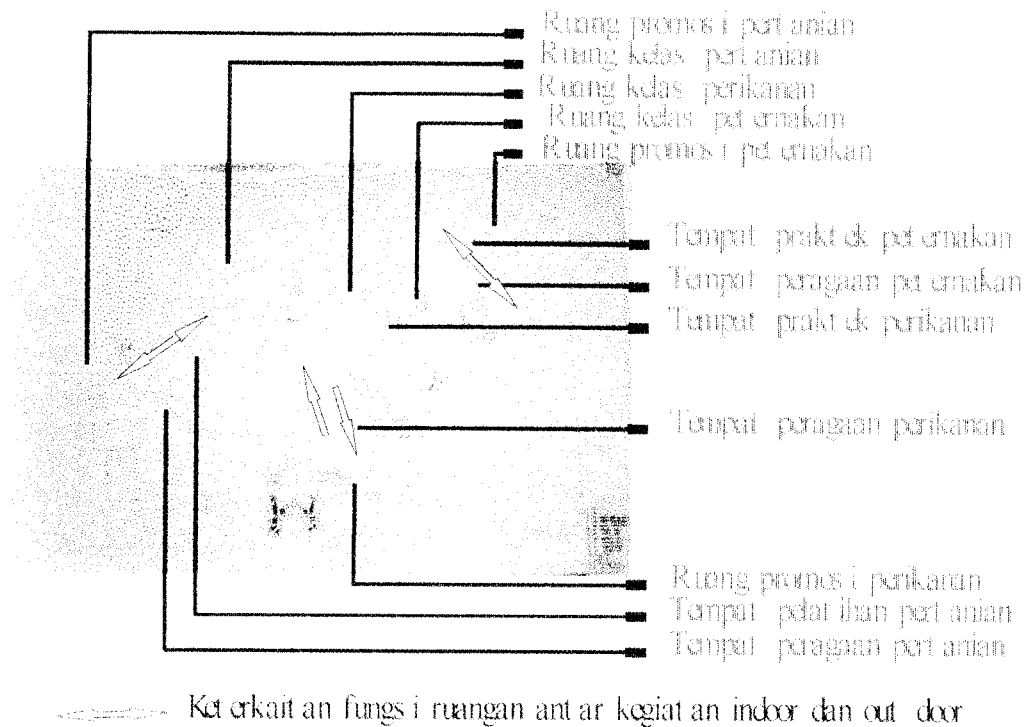 Ruang promosi pertanian
Ruang kelas pertanian
Ruang kelas perikanan
Ruang kelas peternakan
Ruang promosi peternakan
Tempat praktek peternakan
Tempat peragaan peternakan
Tempat praktek perikanan
Tempat peragaan perikanan
Ruang promosi perikanan
Tempat pelatihan pertanian
Tempat peragaan pertanian
Keterkaitan fungsi ruangan antar kegiatan indoor dan out door